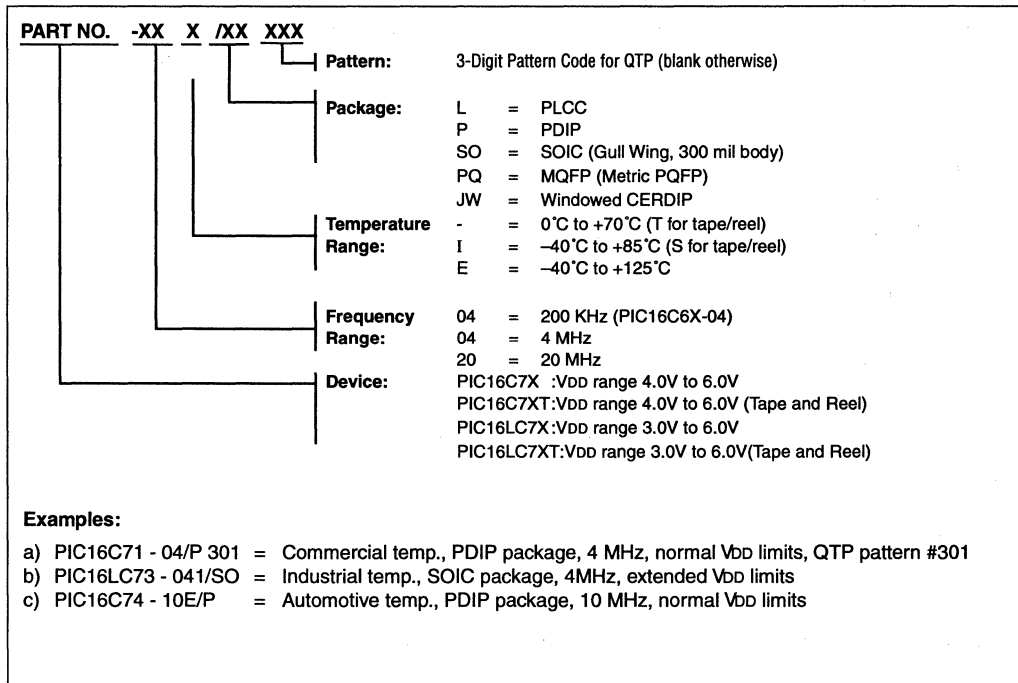 PART NO. -XX X /XX XXX
Pattern: 3-Digit Pattern Code for QTP (blank otherwise)
Package: L = PLCC
P = PDIP
SO = SOIC (Gull Wing, 300 mil body)
PQ = MQFP (Metric PQFP)
JW = Windowed CERDIP
Temperature - = 0°C to +70°C (T for tape/reel)
Range: I = –40°C to +85°C (S for tape/reel)
E = –40°C to +125°C
Frequency 04 = 200 KHz (PIC16C6X-04)
Range: 04 = 4 MHz
20 = 20 MHz
Device: PIC16C7X :VDD range 4.0V to 6.0V
PIC16C7XT:VDD range 4.0V to 6.0V (Tape and Reel)
PIC16LC7X:VDD range 3.0V to 6.0V
PIC16LC7XT:VDD range 3.0V to 6.0V(Tape and Reel)
Examples:
a) PIC16C71 - 04/P 301 = Commercial temp., PDIP package, 4 MHz, normal VDD limits, QTP pattern #301
b) PIC16LC73 - 041/SO = Industrial temp., SOIC package, 4MHz, extended VDD limits
c) PIC16C74 - 10E/P = Automotive temp., PDIP package, 10 MHz, normal VDD limits